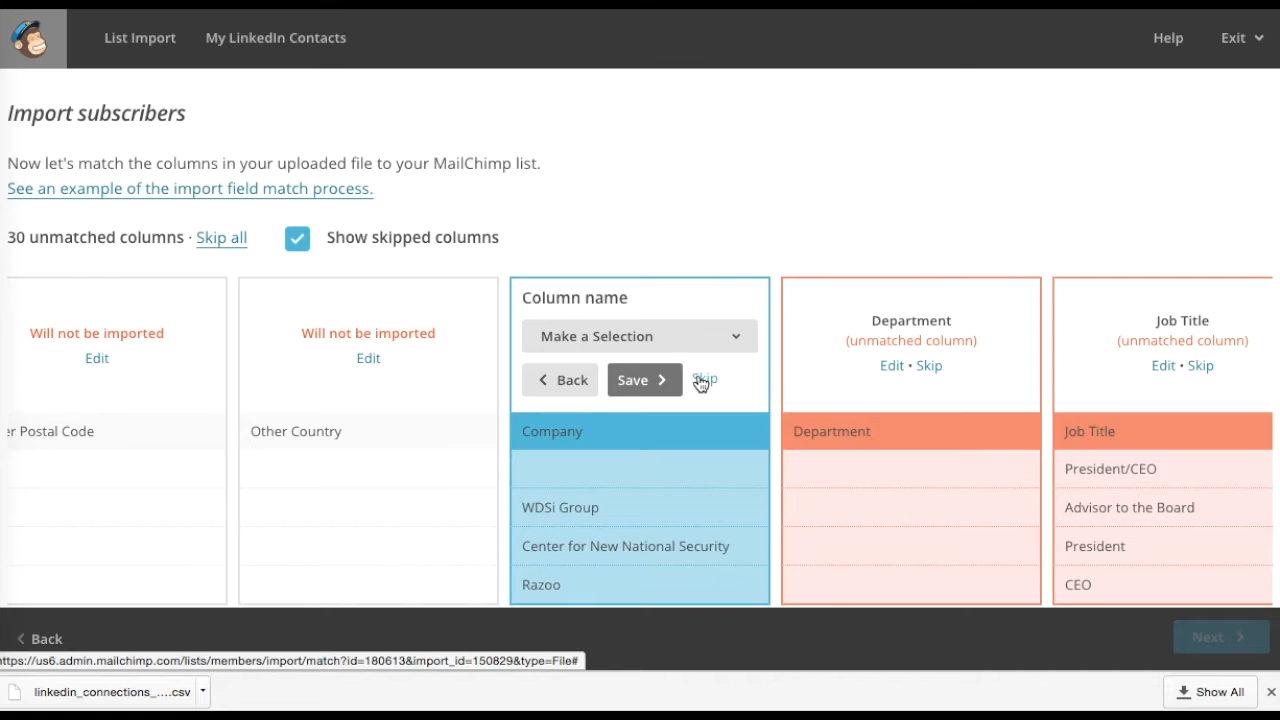 List Import
My LinkedIn Contacts
Help
Exit
Import subscribers
Now let's match the columns in your uploaded file to your MailChimp list.
See an example of the import field match process.
30 unmatched columns · Skip all
Show skipped columns
Will not be imported
Edit
er Postal Code
Will not be imported
Edit
Other Country
Column name
Make a Selection
Back
Save
Skip
Company
WDSi Group
Center for New National Security
Razoo
Department
(unmatched column)
Edit • Skip
Department
Job Title
(unmatched column)
Edit • Skip
Job Title
President/CEO
Advisor to the Board
President
CEO
Back
Next
https://us6.admin.mailchimp.com/lists/members/import/match?id=180613&import_id=150829&type=File#
linkedin_connections_....csv
Show All